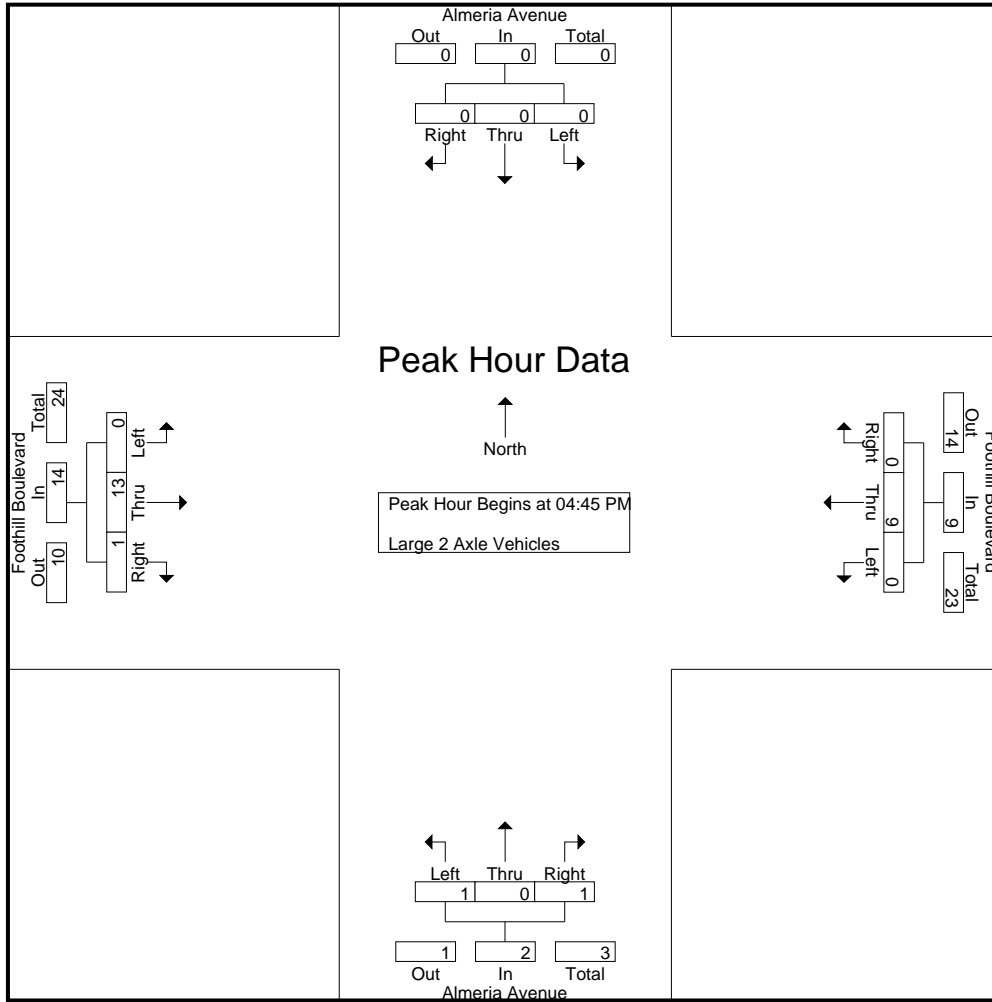 Almeria Avenue
Out In Total
0 0 0
0 0 0
Right Thru Left
Peak Hour Data
North
Peak Hour Begins at 04:45 PM
Large 2 Axle Vehicles
Foothill Boulevard
Out In Total
10 14 24
1 13 0
Right Thru Left
Foothill Boulevard
Out In Total
14 9 23
0 9 0
Right Thru Left
Left Thru Right
1 0 1
1 2 3
Out In Total
Almeria Avenue